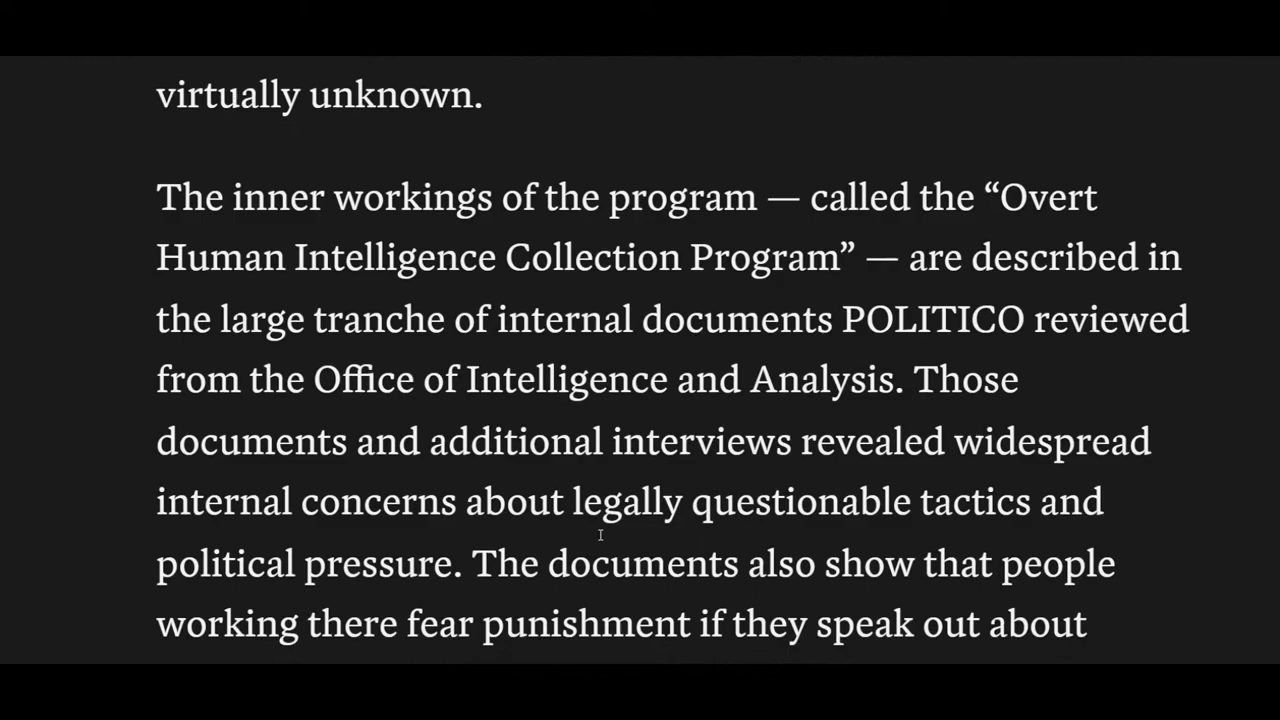 virtually unknown.
The inner workings of the program — called the “Overt
Human Intelligence Collection Program” — are described in
the large tranche of internal documents POLITICO reviewed
from the Office of Intelligence and Analysis. Those
documents and additional interviews revealed widespread
internal concerns about legally questionable tactics and
political pressure. The documents also show that people
working there fear punishment if they speak out about